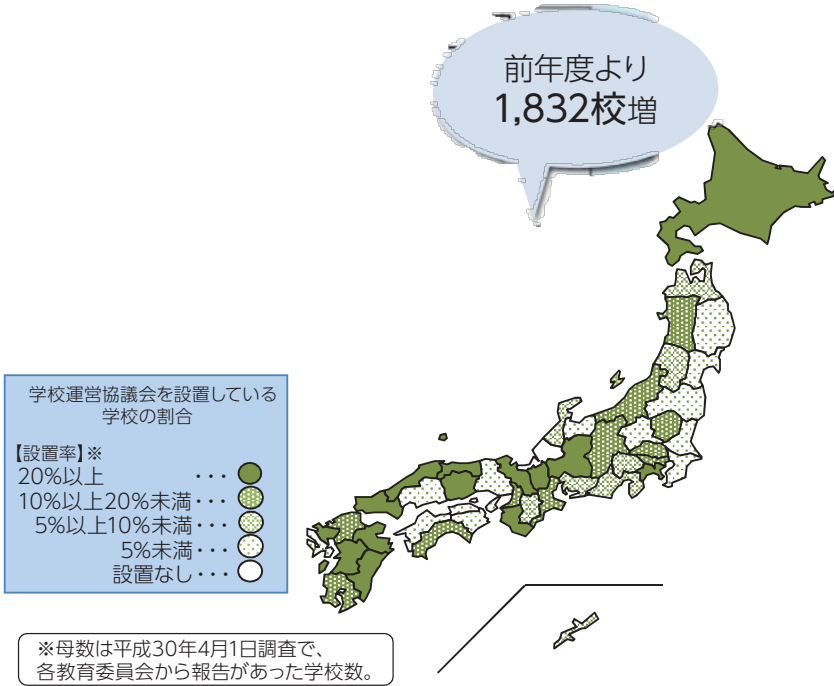 前年度より
1,832校増
学校運営協議会を設置している
学校の割合
【設置率】※
20%以上 ・・・
10%以上20%未満・・・
5%以上10%未満・・・
5%未満・・・
設置なし・・・
※母数は平成30年4月1日調査で、
各教育委員会から報告があった学校数。